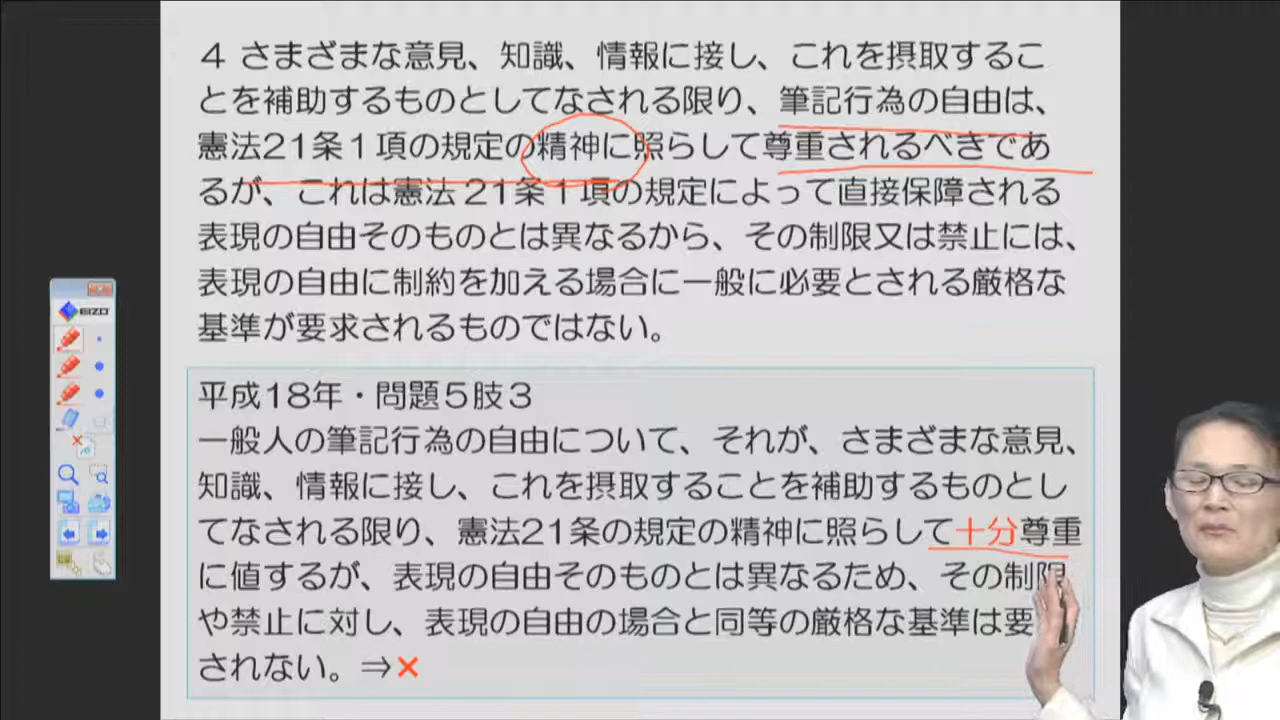 ４ さまざまな意見、知識、情報に接し、これを摂取するこ
とを補助するものとしてなされる限り、筆記行為の自由は、
憲法21条１項の規定の精神に照らして尊重されるべきであ
るが、これは憲法21条１項の規定によって直接保障される
表現の自由そのものとは異なるから、その制限又は禁止には、
表現の自由に制約を加える場合に一般に必要とされる厳格な
基準が要求されるものではない。
平成18年・問題５肢３
一般人の筆記行為の自由について、それが、さまざまな意見、
知識、情報に接し、これを摂取することを補助するものとし
てなされる限り、憲法21条の規定の精神に照らして十分尊重
に値するが、表現の自由そのものとは異なるため、その制限
や禁止に対し、表現の自由の場合と同等の厳格な基準は要
されない。⇒×
EIZO